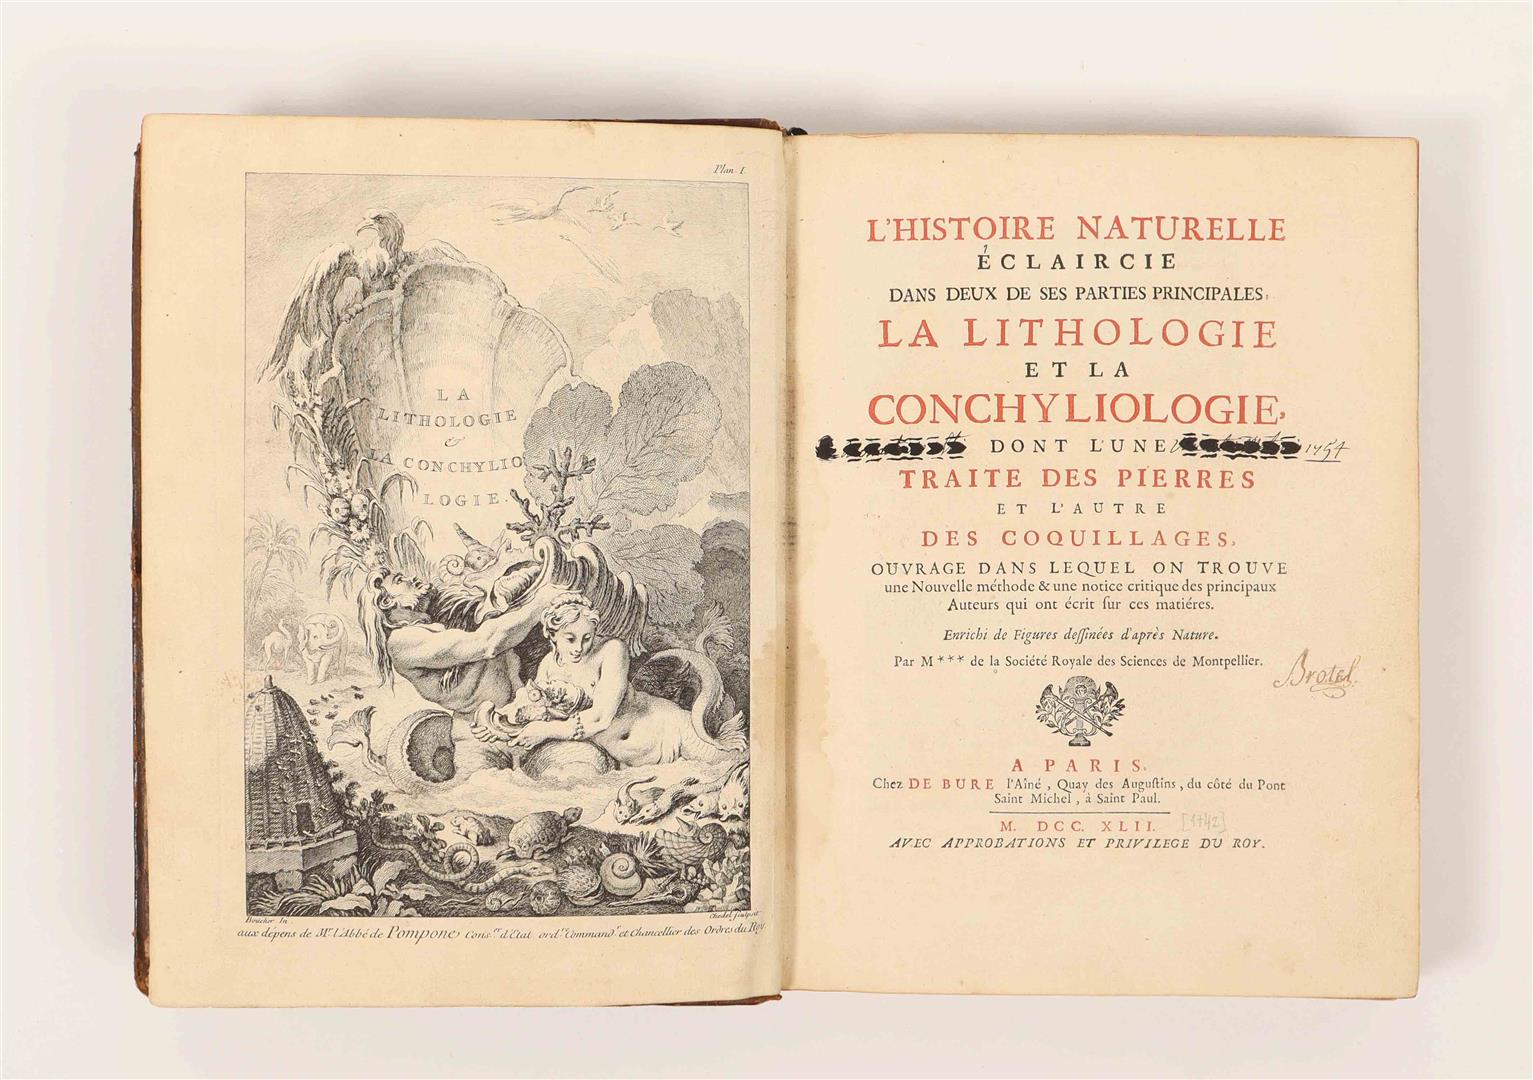 Plan I
LA
LITHOLOGIE
&
LA CONCHYLIO
LOGIE.
Boucher In
Chedel Sculpsit
aux dépens de Mr. l'Abbé de Pompone, Cons.er d'Etat, ord.re Command.r et Chancellier des Ordres du Roy.
L'HISTOIRE NATURELLE
ÉCLAIRCIE
DANS DEUX DE SES PARTIES PRINCIPALES,
LA LITHOLOGIE
ET LA
CONCHYLIOLOGIE,
DONT L'UNE 1754
TRAITE DES PIERRES
ET L'AUTRE
DES COQUILLAGES,
OUVRAGE DANS LEQUEL ON TROUVE
une Nouvelle méthode & une notice critique des principaux
Auteurs qui ont écrit sur ces matiéres.
Enrichi de Figures dessinées d'après Nature.
Par M*** de la Société Royale des Sciences de Montpellier.
Brotel.
A PARIS,
Chez DE BURE l'Aîné, Quay des Augustins, du côté du Pont
Saint Michel, à Saint Paul.
M. DCC. XLII. [1742]
AVEC APPROBATIONS ET PRIVILEGE DU ROY.